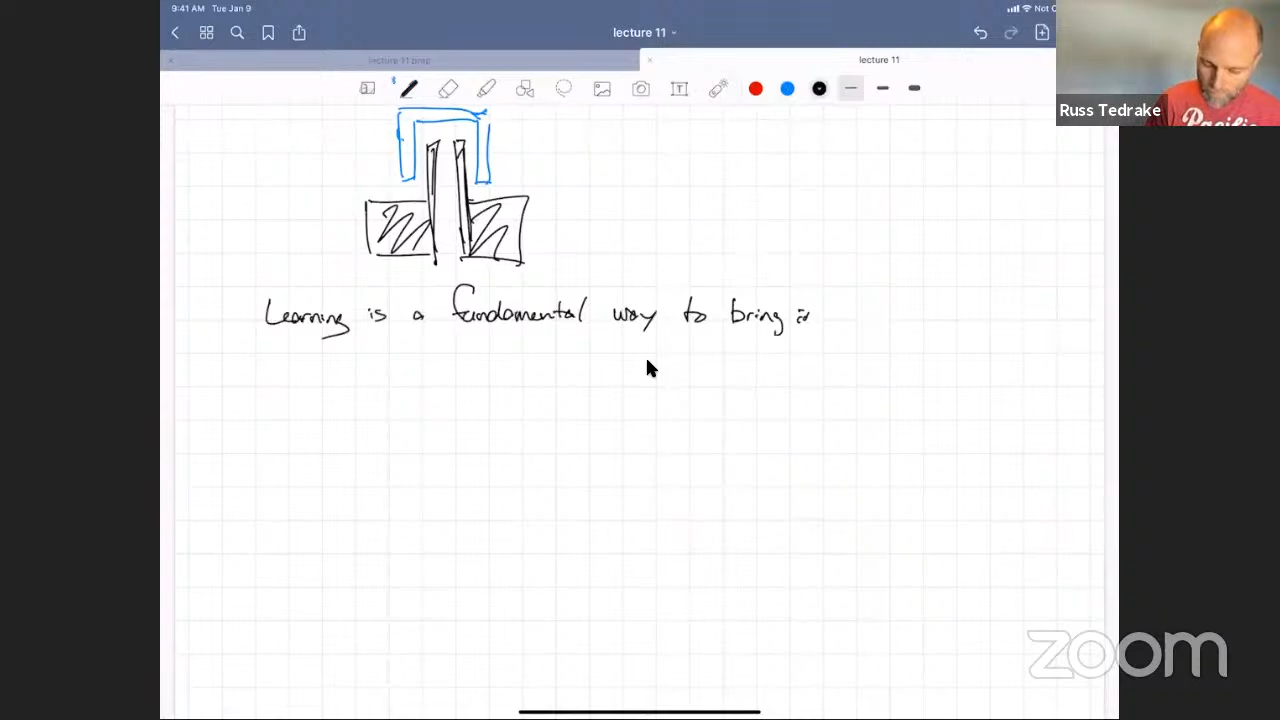 9:41 AM Tue Jan 9
lecture 11
Russ Tedrake
lecture 11 prep
lecture 11
T
Learning is a fundamental way to bring
zoom